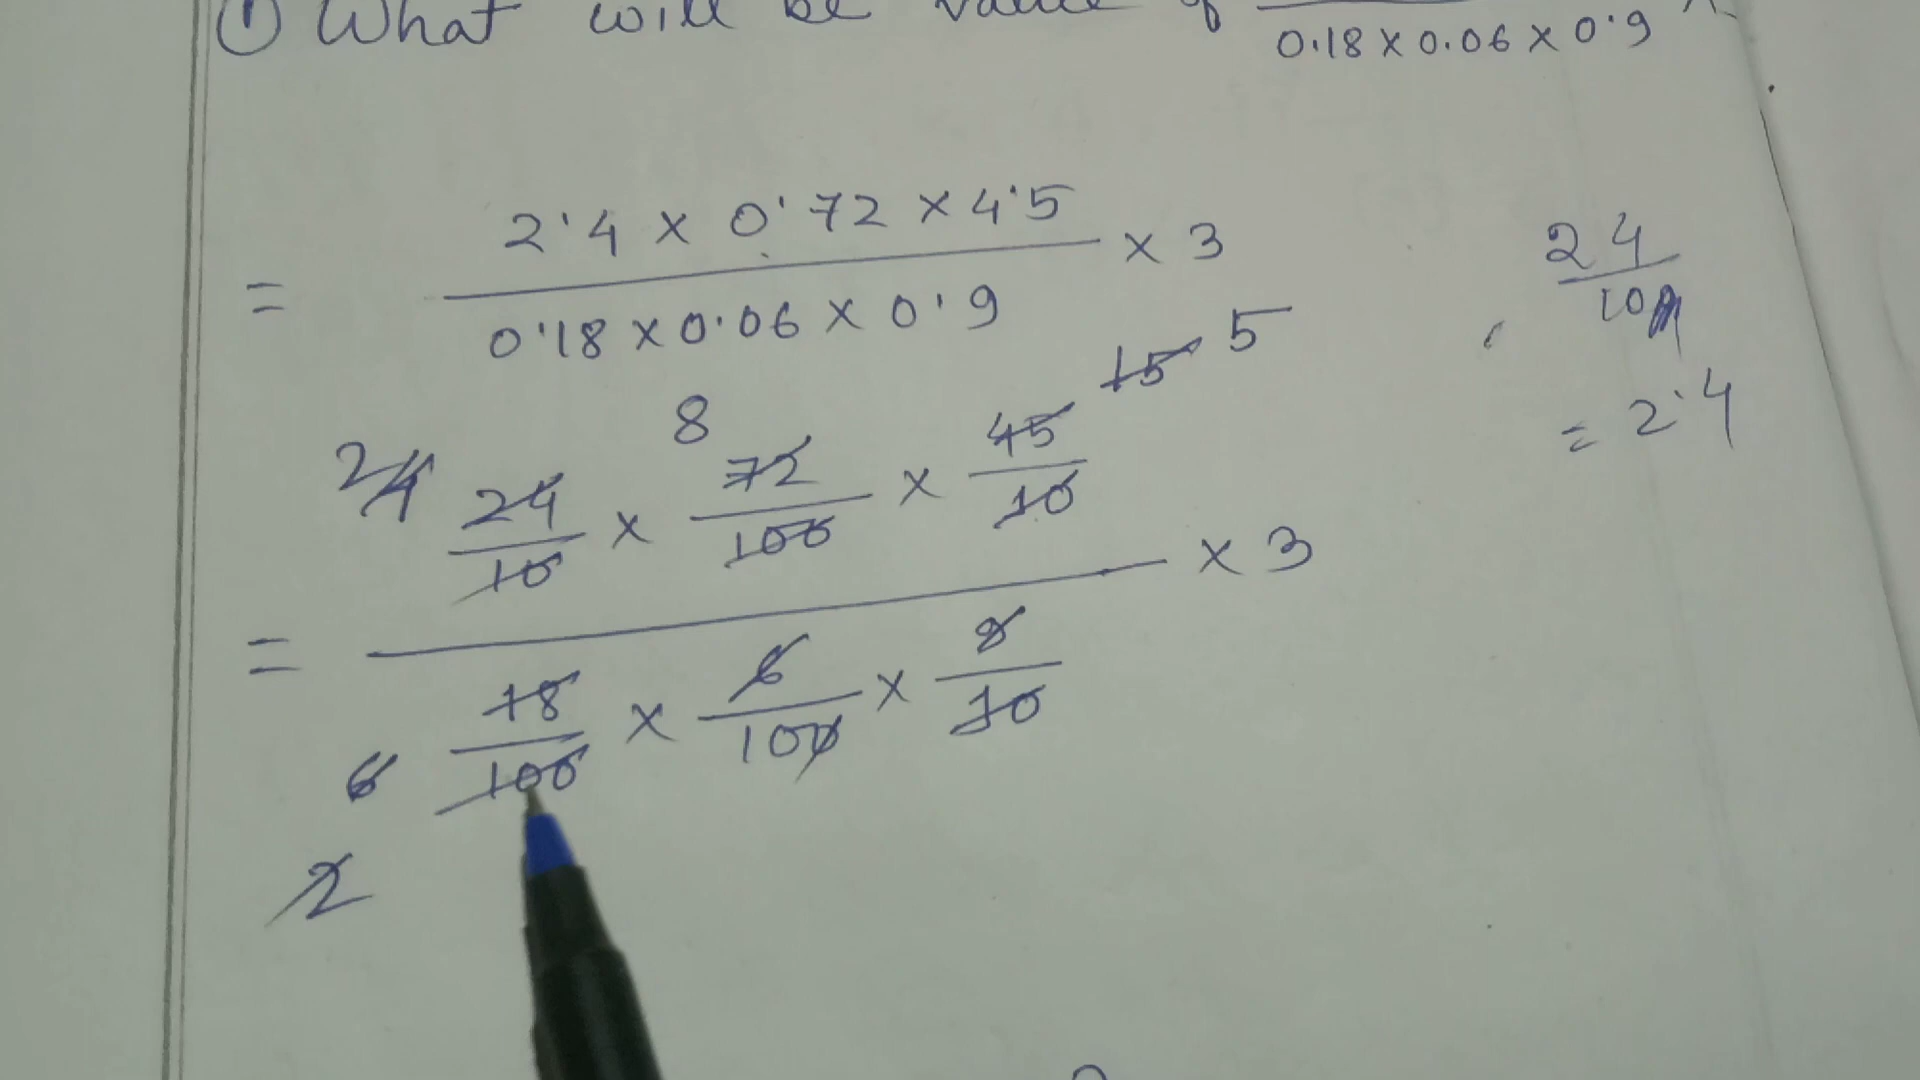 ① What will be value of
0.18 × 0.06 × 0.9
2.4 × 0.72 × 4.5
= × 3
0.18 × 0.06 × 0.9
24
10
= 2.4
15 5
8
2 4 24 × 72 × 45
10 100 10
= × 3
18 × 6 × 9
6 100 100 10
2